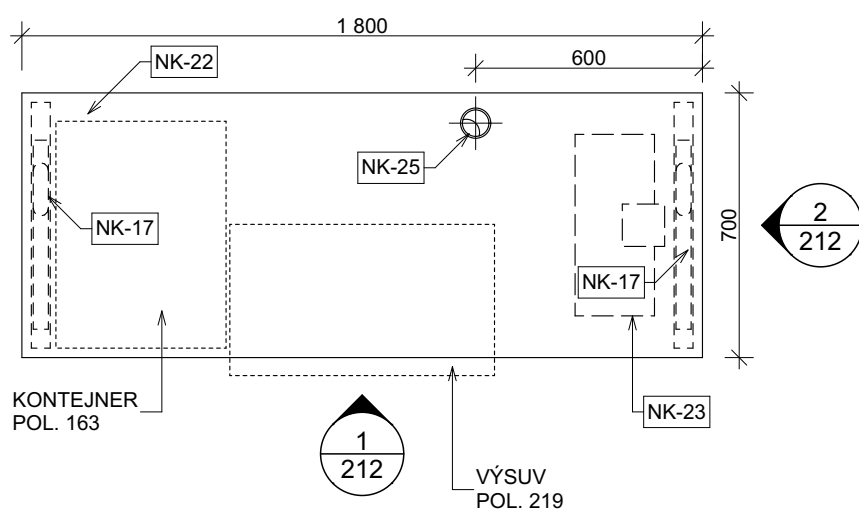 1 800
600
NK-22
NK-25
NK-17
700
2
212
NK-17
KONTEJNER
POL. 163
NK-23
1
212
VÝSUV
POL. 219